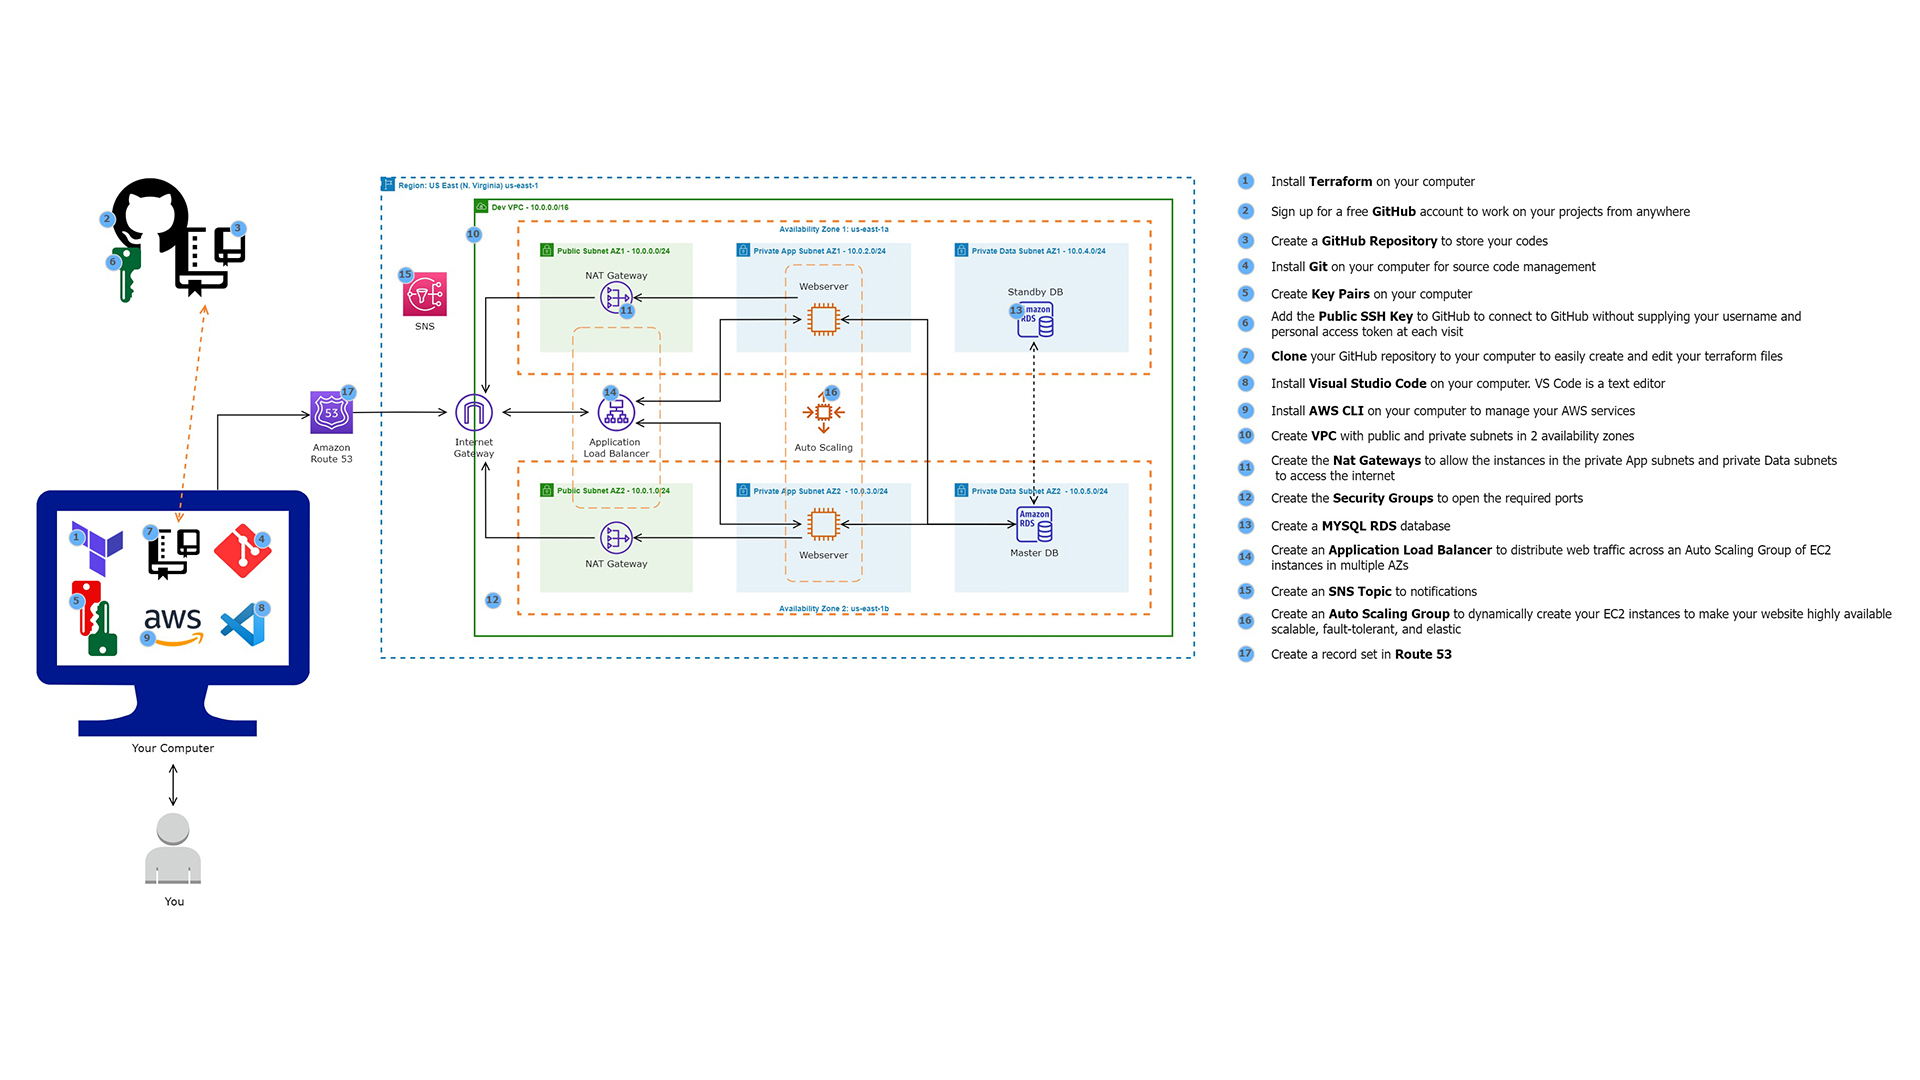 2
3
6
Region: US East (N. Virginia) us-east-1
Dev VPC - 10.0.0.0/16
10
Availability Zone 1: us-east-1a
Public Subnet AZ1 - 10.0.0.0/24
NAT Gateway
11
Private App Subnet AZ1 - 10.0.2.0/24
Webserver
Private Data Subnet AZ1 - 10.0.4.0/24
Standby DB
13
Amazon
RDS
15
SNS
17
53
Amazon
Route 53
Internet
Gateway
14
Application
Load Balancer
16
Auto Scaling
Public Subnet AZ2 - 10.0.1.0/24
NAT Gateway
Private App Subnet AZ2 - 10.0.3.0/24
Webserver
Private Data Subnet AZ2 - 10.0.5.0/24
Amazon
RDS
Master DB
12
Availability Zone 2: us-east-1b
1
7
4
5
aws
9
8
Your Computer
You
1 Install Terraform on your computer
2 Sign up for a free GitHub account to work on your projects from anywhere
3 Create a GitHub Repository to store your codes
4 Install Git on your computer for source code management
5 Create Key Pairs on your computer
6 Add the Public SSH Key to GitHub to connect to GitHub without supplying your username and
personal access token at each visit
7 Clone your GitHub repository to your computer to easily create and edit your terraform files
8 Install Visual Studio Code on your computer. VS Code is a text editor
9 Install AWS CLI on your computer to manage your AWS services
10 Create VPC with public and private subnets in 2 availability zones
11 Create the Nat Gateways to allow the instances in the private App subnets and private Data subnets
to access the internet
12 Create the Security Groups to open the required ports
13 Create a MYSQL RDS database
14 Create an Application Load Balancer to distribute web traffic across an Auto Scaling Group of EC2
instances in multiple AZs
15 Create an SNS Topic to notifications
16 Create an Auto Scaling Group to dynamically create your EC2 instances to make your website highly available
scalable, fault-tolerant, and elastic
17 Create a record set in Route 53